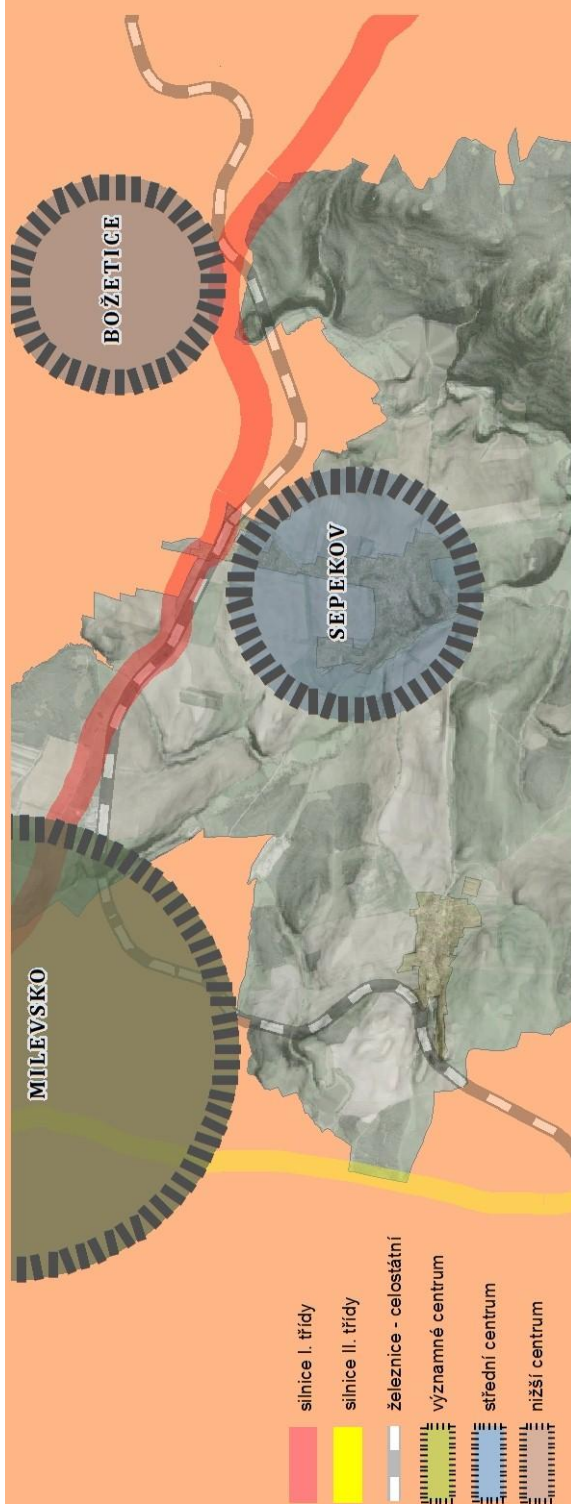 MILEVSKO
BOŽETICE
SEPEKOV
silnice I. třídy
silnice II. třídy
železnice - celostátní
významné centrum
střední centrum
nižší centrum